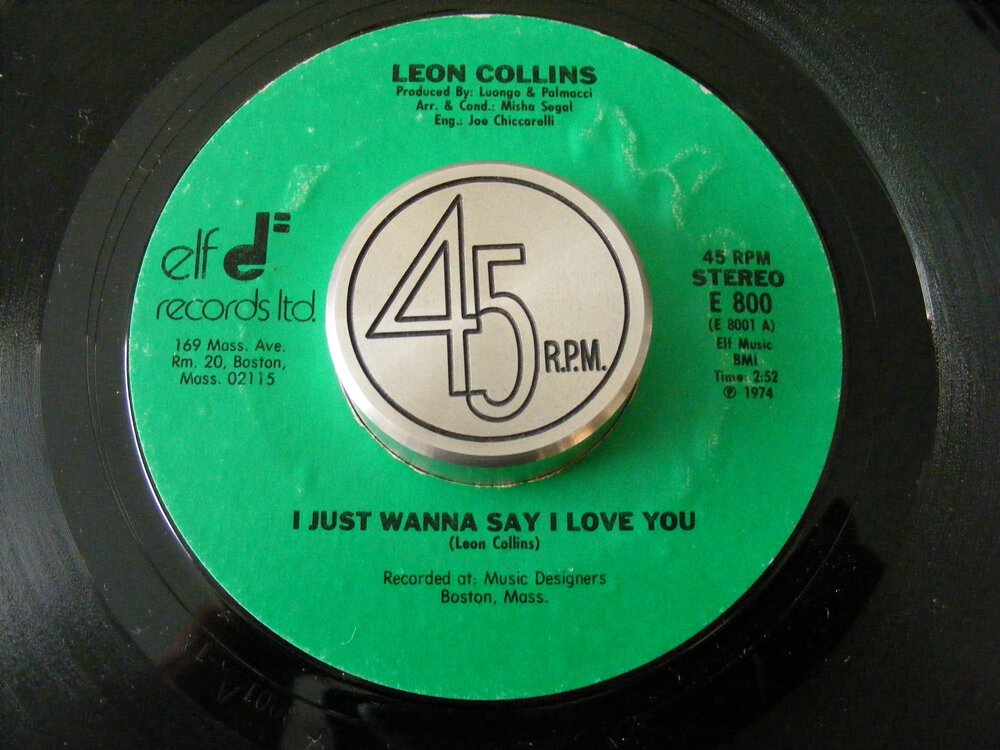 LEON COLLINS
Produced By: Luongo & Palmacci
Arr. & Cond.: Misha Segal
Eng.: Joe Chiccarelli
elf
records ltd.
169 Mass. Ave.
Rm. 20, Boston,
Mass. 02115
45
R.P.M.
45 RPM
STEREO
E 800
(E 8001 A)
Elf Music
BMI
Time: 2:52
℗ 1974
I JUST WANNA SAY I LOVE YOU
(Leon Collins)
Recorded at: Music Designers
Boston, Mass.